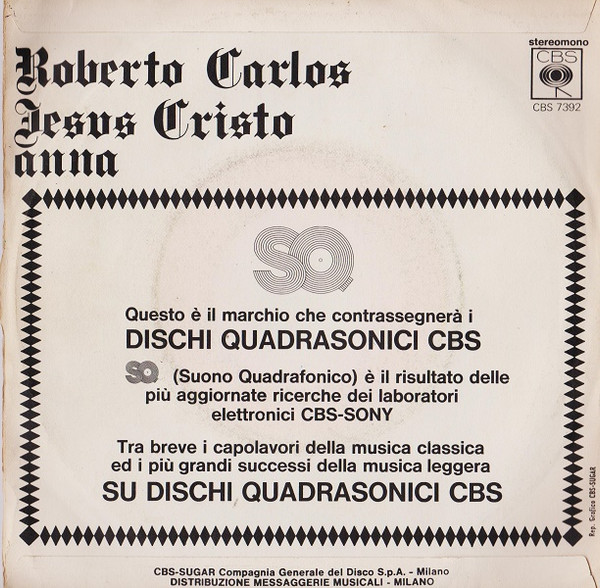 Roberto Carlos
Jesus Cristo
anna
stereomono
CBS
CBS 7392
SQ
Questo è il marchio che contrassegnerà i
DISCHI QUADRASONICI CBS
SQ (Suono Quadrafonico) è il risultato delle
più aggiornate ricerche dei laboratori
elettronici CBS-SONY
Tra breve i capolavori della musica classica
ed i più grandi successi della musica leggera
SU DISCHI QUADRASONICI CBS
Rep. Grafico CBS-SUGAR
CBS-SUGAR Compagnia Generale del Disco S.p.A. - Milano
DISTRIBUZIONE MESSAGGERIE MUSICALI - MILANO